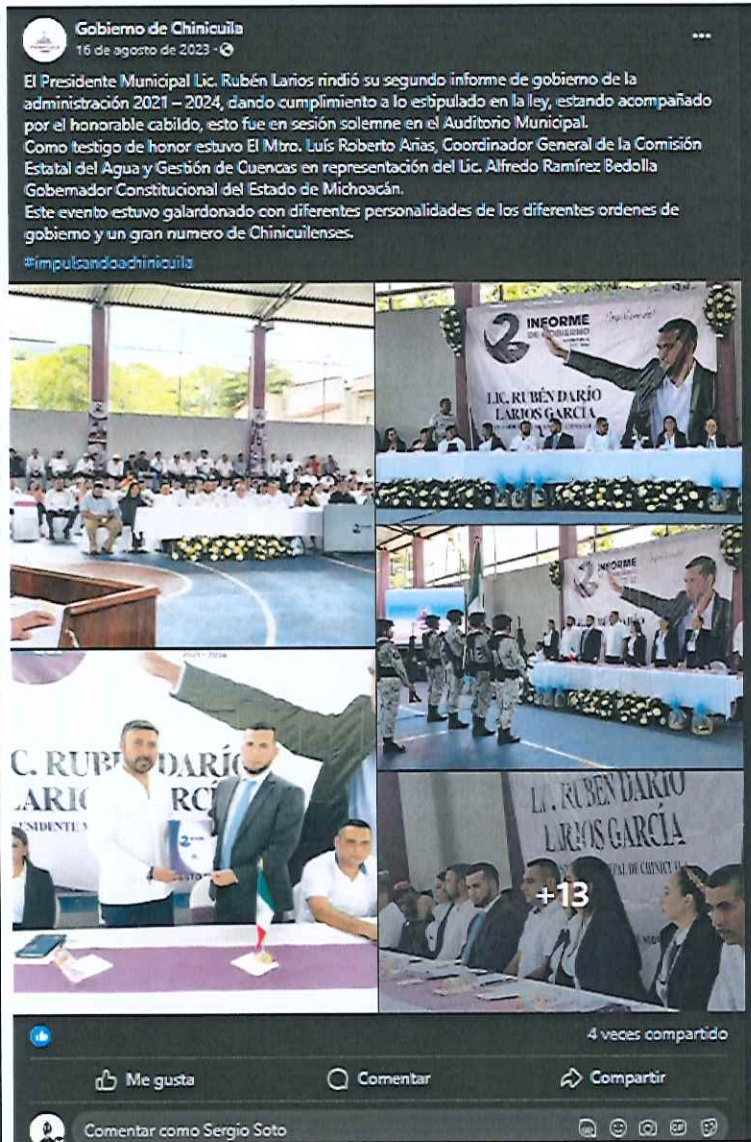 Gobierno de Chinicuila
16 de agosto de 2023 ·
El Presidente Municipal Lic. Rubén Larios rindió su segundo informe de gobierno de la
administración 2021 – 2024, dando cumplimiento a lo estipulado en la ley, estando acompañado
por el honorable cabildo, esto fue en sesión solemne en el Auditorio Municipal.
Como testigo de honor estuvo El Mtro. Luís Roberto Arias, Coordinador General de la Comisión
Estatal del Agua y Gestión de Cuencas en representación del Lic. Alfredo Ramírez Bedolla
Gobernador Constitucional del Estado de Michoacán.
Este evento estuvo galardonado con diferentes personalidades de los diferentes ordenes de
gobierno y un gran numero de Chinicuilenses.
#impulsandoachinicuila
2 INFORME
DE GOBIERNO
LIC. RUBÉN DARÍO
LARIOS GARCÍA
2 INFORME
2021 - 2024
C. RUBÉN DARÍO
LARIOS GARCÍA
LIC. RUBÉN DARÍO
LARIOS GARCÍA
+13
4 veces compartido
Me gusta
Comentar
Compartir
Comentar como Sergio Soto
GIF